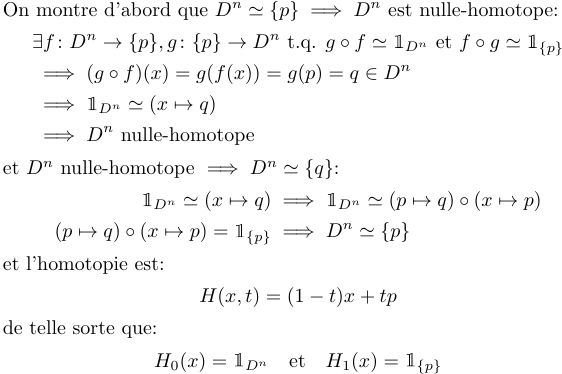 On montre d'abord que $D^n \simeq \{p\} \implies D^n$ est nulle-homotope:
$\exists f\colon D^n \to \{p\}, g\colon \{p\} \to D^n$ t.q. $g \circ f \simeq \mathbb{1}_{D^n}$ et $f \circ g \simeq \mathbb{1}_{\{p\}}$
$\implies (g \circ f)(x) = g(f(x)) = g(p) = q \in D^n$
$\implies \mathbb{1}_{D^n} \simeq (x \mapsto q)$
$\implies D^n$ nulle-homotope
et $D^n$ nulle-homotope $\implies D^n \simeq \{q\}$:
$\mathbb{1}_{D^n} \simeq (x \mapsto q) \implies \mathbb{1}_{D^n} \simeq (p \mapsto q) \circ (x \mapsto p)$
$(p \mapsto q) \circ (x \mapsto p) = \mathbb{1}_{\{p\}} \implies D^n \simeq \{p\}$
et l'homotopie est:
$H(x, t) = (1 - t)x + tp$
de telle sorte que:
$H_0(x) = \mathbb{1}_{D^n}$ et $H_1(x) = \mathbb{1}_{\{p\}}$